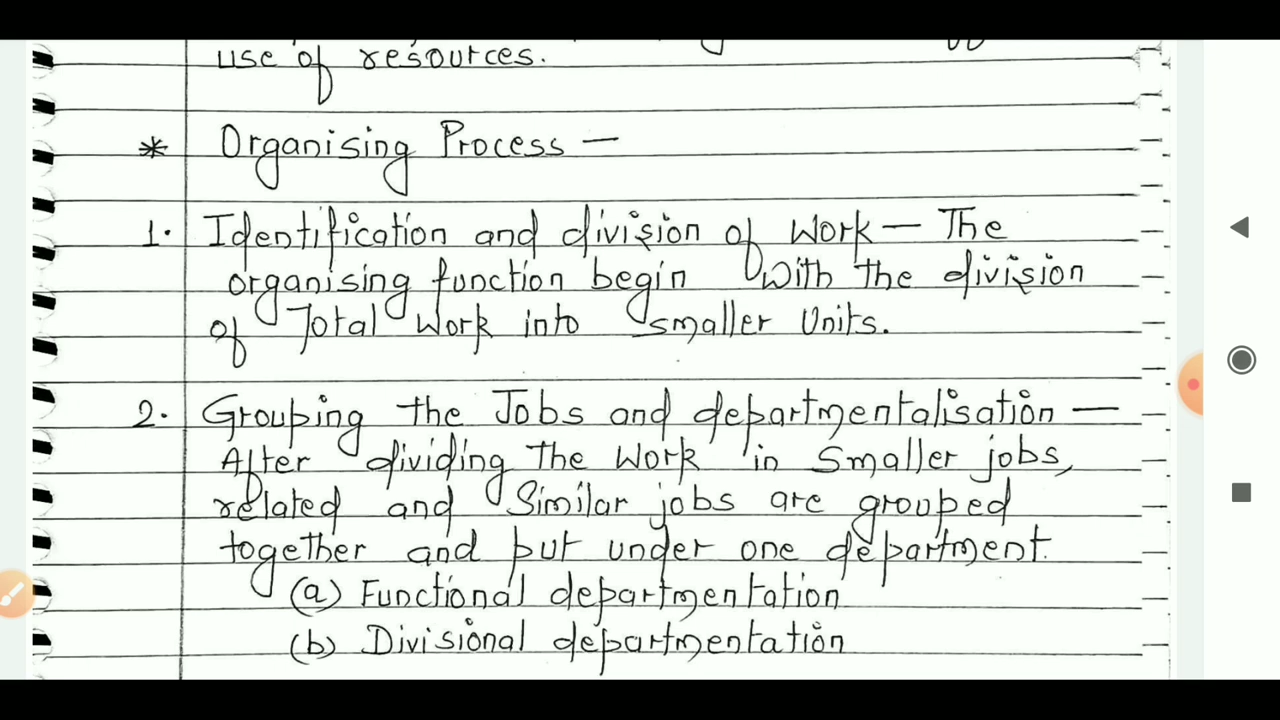 use of resources.
* Organising Process –
1. Identification and division of Work – The
organising function begin With the division
of Total Work into smaller Units.
2. Grouping the Jobs and departmentalisation –
After dividing the Work in Smaller jobs,
related and Similar jobs are grouped
together and put under one department.
(a) Functional departmentation
(b) Divisional departmentation